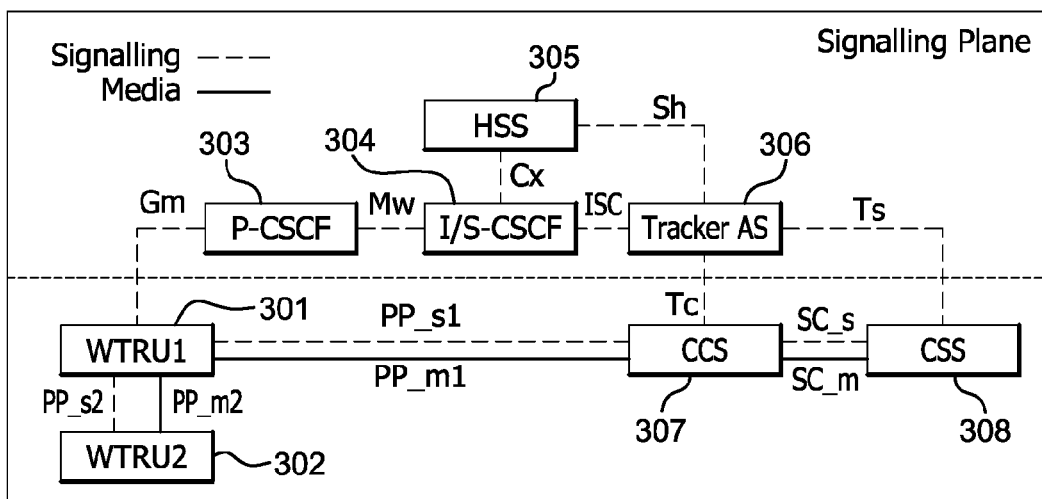 Signalling Plane
Signalling
Media
305
HSS
Sh
303
304
306
Cx
Gm
Mw
ISC
Ts
P-CSCF
I/S-CSCF
Tracker AS
301
PP_s1
Tc
SC_s
WTRU1
CCS
CSS
PP_m1
SC_m
PP_s2
PP_m2
307
308
WTRU2
302